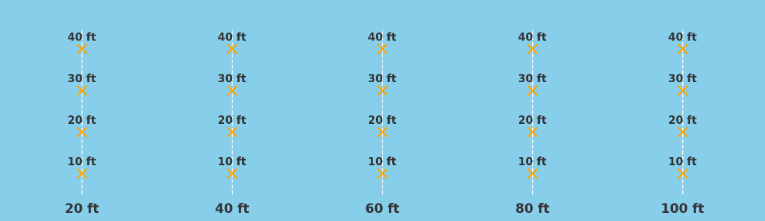 40 ft 40 ft 40 ft 40 ft 40 ft
30 ft 30 ft 30 ft 30 ft 30 ft
20 ft 20 ft 20 ft 20 ft 20 ft
10 ft 10 ft 10 ft 10 ft 10 ft
20 ft 40 ft 60 ft 80 ft 100 ft